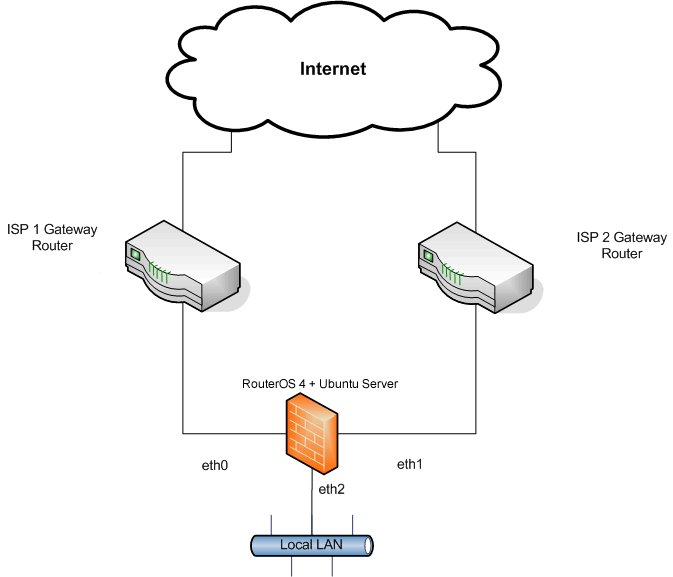 Internet
ISP 1 Gateway
Router
ISP 2 Gateway
Router
RouterOS 4 + Ubuntu Server
eth0
eth1
eth2
Local LAN